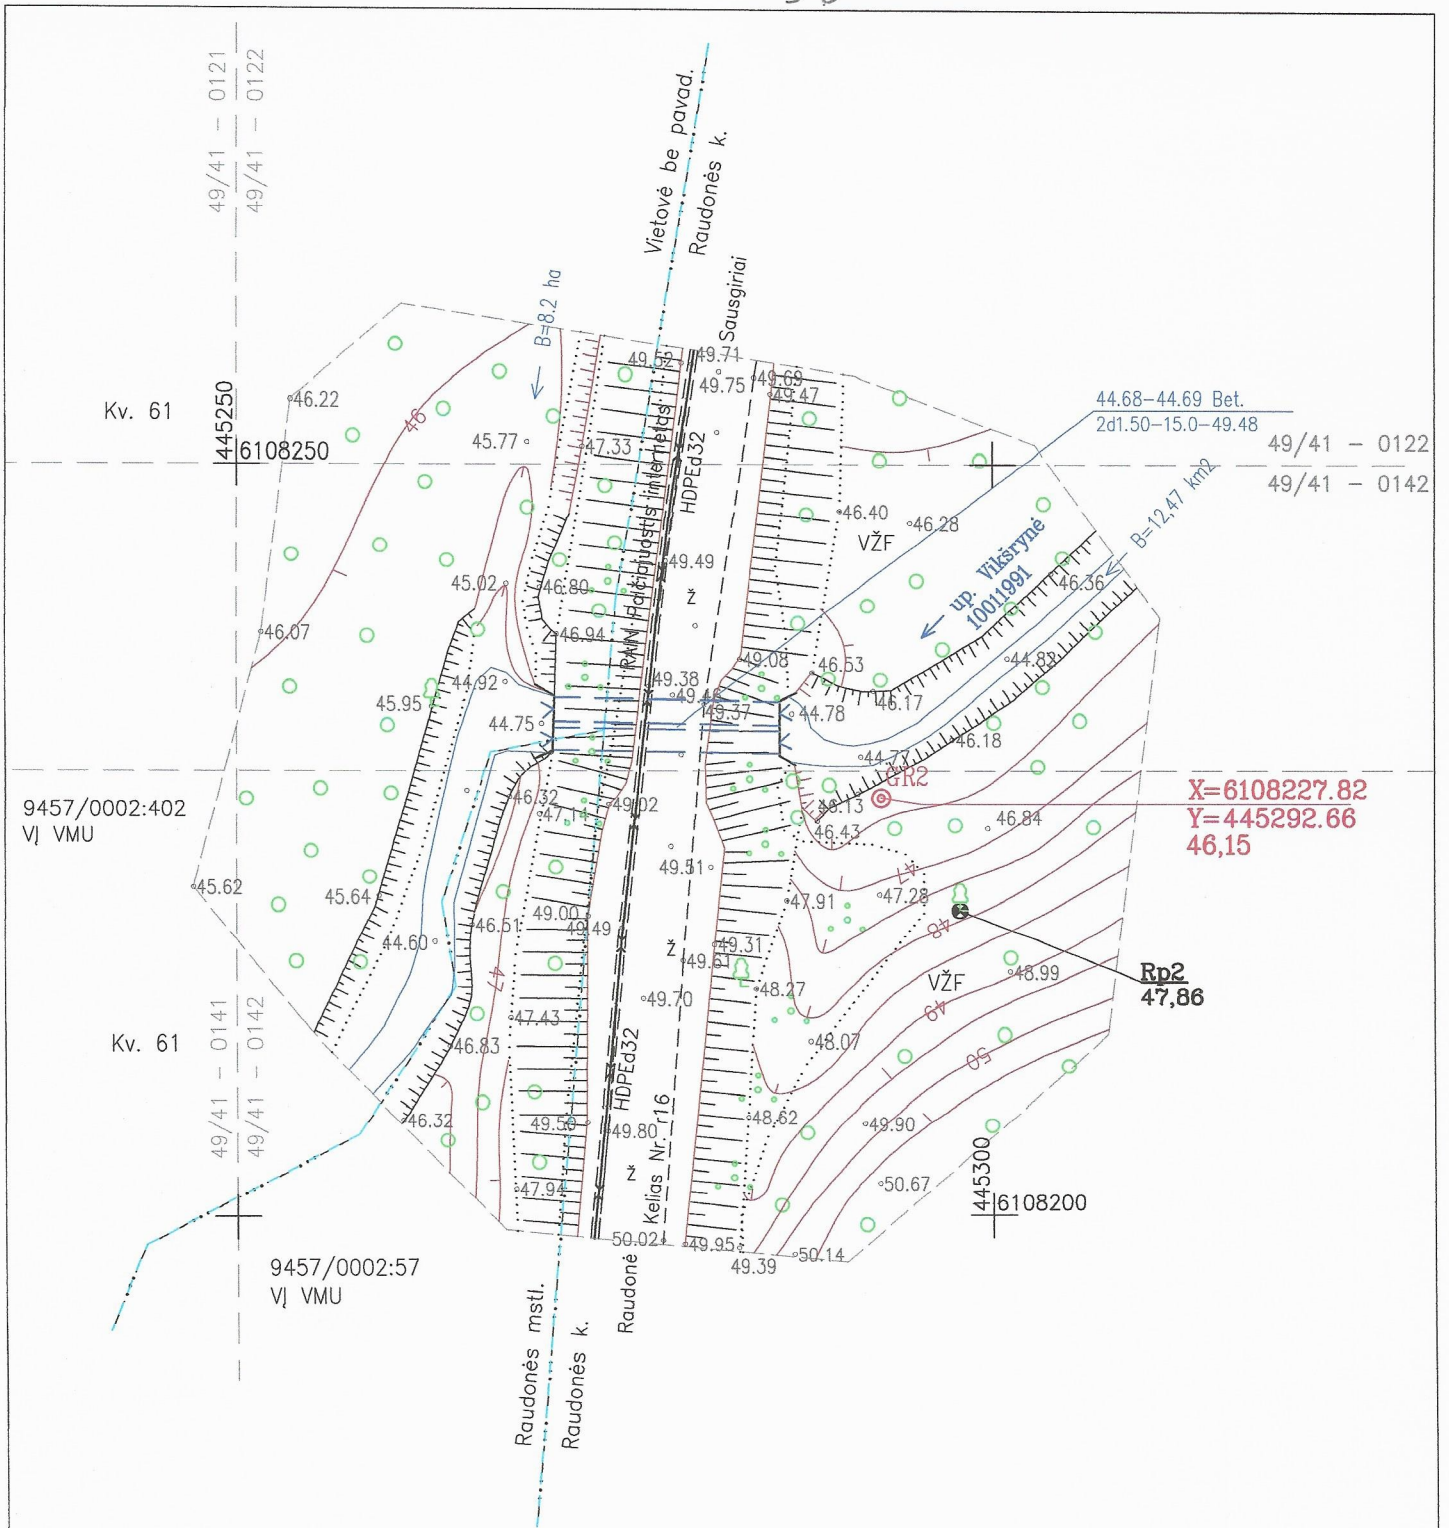 49/41 - 0121
49/41 - 0122
Vietovė be pavad.
Raudonės k.
Sausgiriai
B=8.2 ha
Kv. 61
445250
6108250
46.22
46
45.77
47.33
49.52
49.71
49.75
49.69
49.47
44.68-44.69 Bet.
2d1.50-15.0-49.48
49/41 - 0122
49/41 - 0142
B=12,47 km2
HDPEd32
RAIN Palčiajuostis internetas
46.40
46.28
VŽF
up. Vikšrynė
10011991
46.36
49.49
ž
45.02
46.80
46.07
46.94
49.08
46.53
44.82
45.95
44.92
49.38
49.46
49.37
46.17
44.75
44.78
46.18
44.77
GR2
X=6108227.82
Y=445292.66
46,15
9457/0002:402
VĮ VMU
46.32
47.14
49.02
46.13
46.43
46.84
45.62
45.64
49.51
47
47.91
47.28
49.00
49.49
46.51
44.60
ž
49.31
49.61
48
VŽF
48.99
Rp2
47,86
47
48.27
49.70
49
47.43
48.07
50
46.83
Kv. 61
49/41 - 0141
49/41 - 0142
HDPEd32
46.32
49.50
49.80
48.62
49.90
ž
Kelias Nr. r16
47.94
50.67
445300
6108200
50.02
49.95
49.39
50.14
9457/0002:57
VĮ VMU
Raudonė
Raudonės mstl.
Raudonės k.